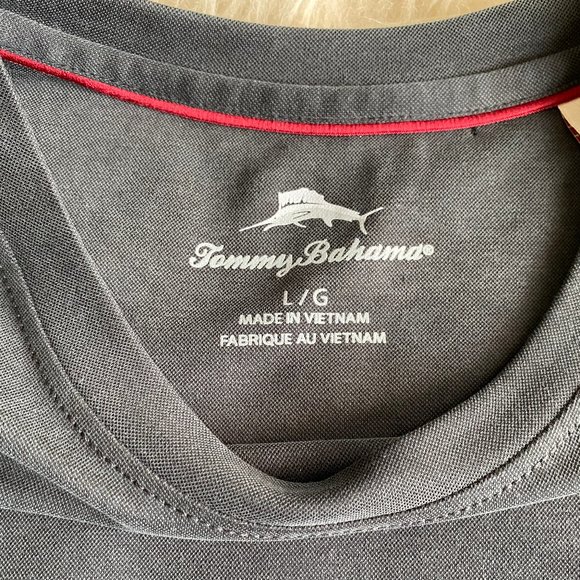 Tommy Bahama®
L/G
MADE IN VIETNAM
FABRIQUE AU VIETNAM